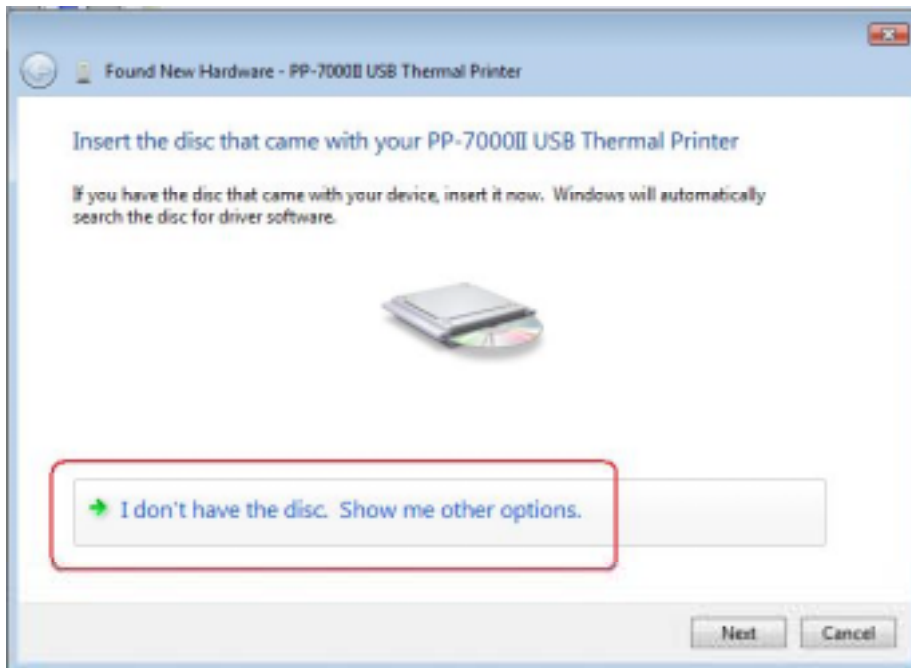 Found New Hardware - PP-7000II USB Thermal Printer
Insert the disc that came with your PP-7000II USB Thermal Printer
If you have the disc that came with your device, insert it now.  Windows will automatically
search the disc for driver software.
I don't have the disc.  Show me other options.
Next
Cancel